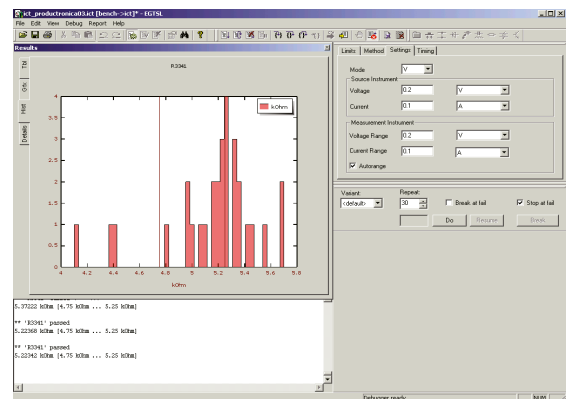 ict_productronica03.ict [bench->ict]* - EGTSL
File Edit View Debug Report Help
Results
Tbl
Grfx
Hist
Details
R3341
kOhm
4
3.5
3
2.5
2
1.5
1
0.5
0
4 4.2 4.4 4.6 4.8 5 5.2 5.4 5.6 5.8
kOhm
Limits Method Settings Timing
Mode V
Source Instrument
Voltage 0.2 V
Current 0.1 A
Measurement Instrument
Voltage Range 0.2 V
Current Range 0.1 A
Autorange
Variant: Repeat:
<default> 30 Break at fail Stop at fail
Do Resume Break
5.37222 kOhm [4.75 kOhm ... 5.25 kOhm]
** 'R3341' passed
5.22368 kOhm [4.75 kOhm ... 5.25 kOhm]
** 'R3341' passed
5.22342 kOhm [4.75 kOhm ... 5.25 kOhm]
Debugger ready NUM